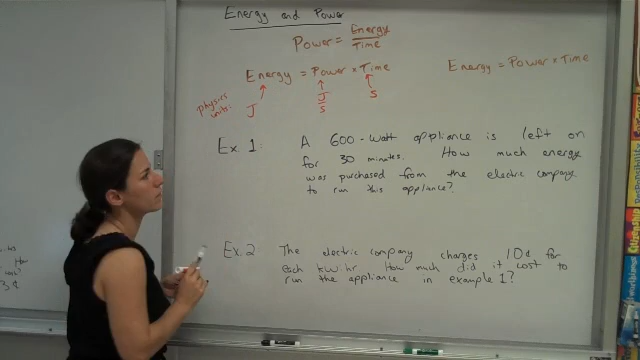 Energy and Power
Power = Energy
Time
Energy = Power × Time
Energy = Power × Time
physics
units:
J
J
s
s
Ex 1: A 600-watt appliance is left on
for 30 minutes. How much energy
was purchased from the electric company
to run this appliance?
Ex. 2 The electric company charges 10¢ for
each kW hr How much did it cost to
run the appliance in example 1?